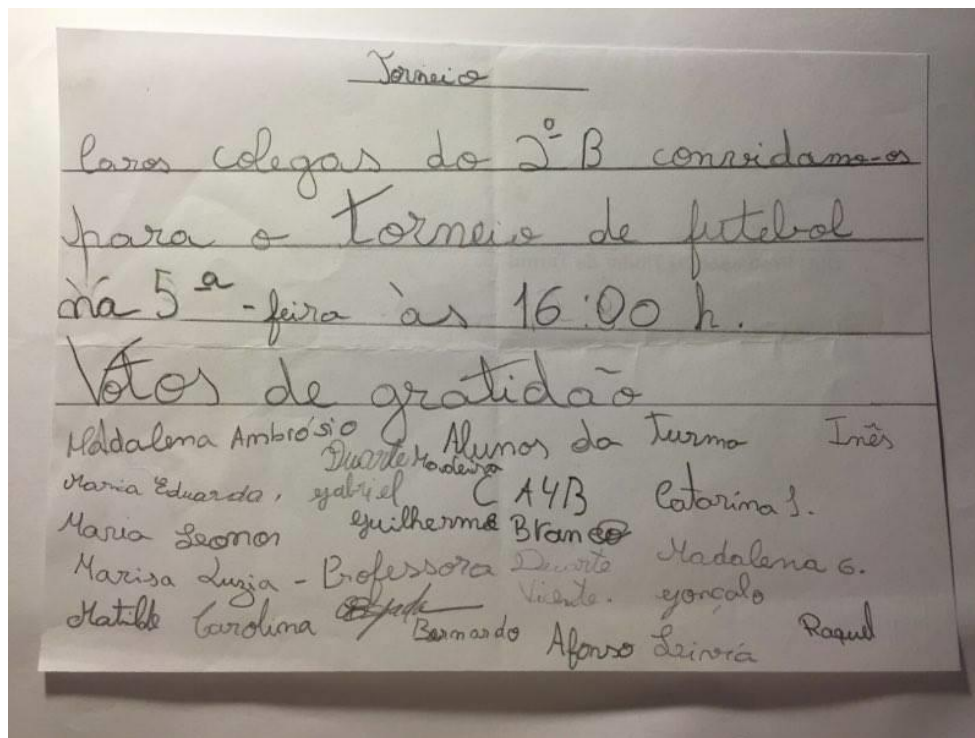 Torneio
Caros colegas do 2º B convidamo-os
para o torneio de futebol
na 5ª-feira às 16:00 h.
Votos de gratidão
Madalena Ambrósio Alunos da Turma Inês
Duarte Madeira
Maria Eduarda, gabriel CA4B Catarina J.
Maria Leonor guilherme Branco
Marisa Luzia - Professora Duarte Madalena G.
Vicente. gonçalo
Matilde Carolina Bernardo Afonso Raquel